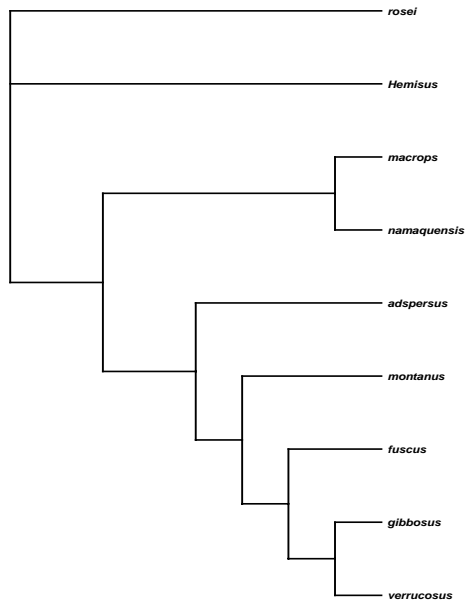 rosei
Hemisus
macrops
namaquensis
adspersus
montanus
fuscus
gibbosus
verrucosus